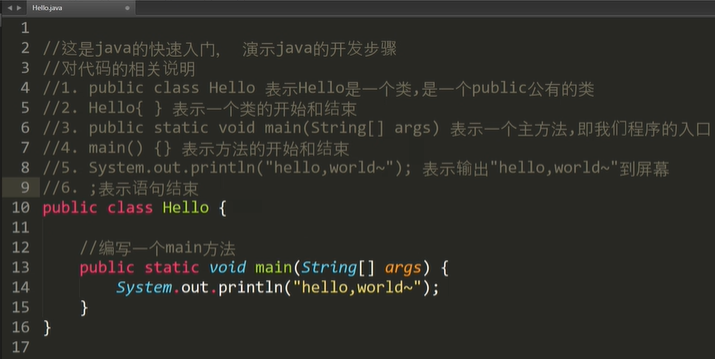 Hello.java
1
2 //这是java的快速入门， 演示java的开发步骤
3 //对代码的相关说明
4 //1. public class Hello 表示Hello是一个类,是一个public公有的类
5 //2. Hello{ } 表示一个类的开始和结束
6 //3. public static void main(String[] args) 表示一个主方法,即我们程序的入口
7 //4. main() {} 表示方法的开始和结束
8 //5. System.out.println("hello,world~"); 表示输出"hello,world~"到屏幕
9 //6. ;表示语句结束
10 public class Hello {
11
12 //编写一个main方法
13 public static void main(String[] args) {
14 System.out.println("hello,world~");
15 }
16 }
17